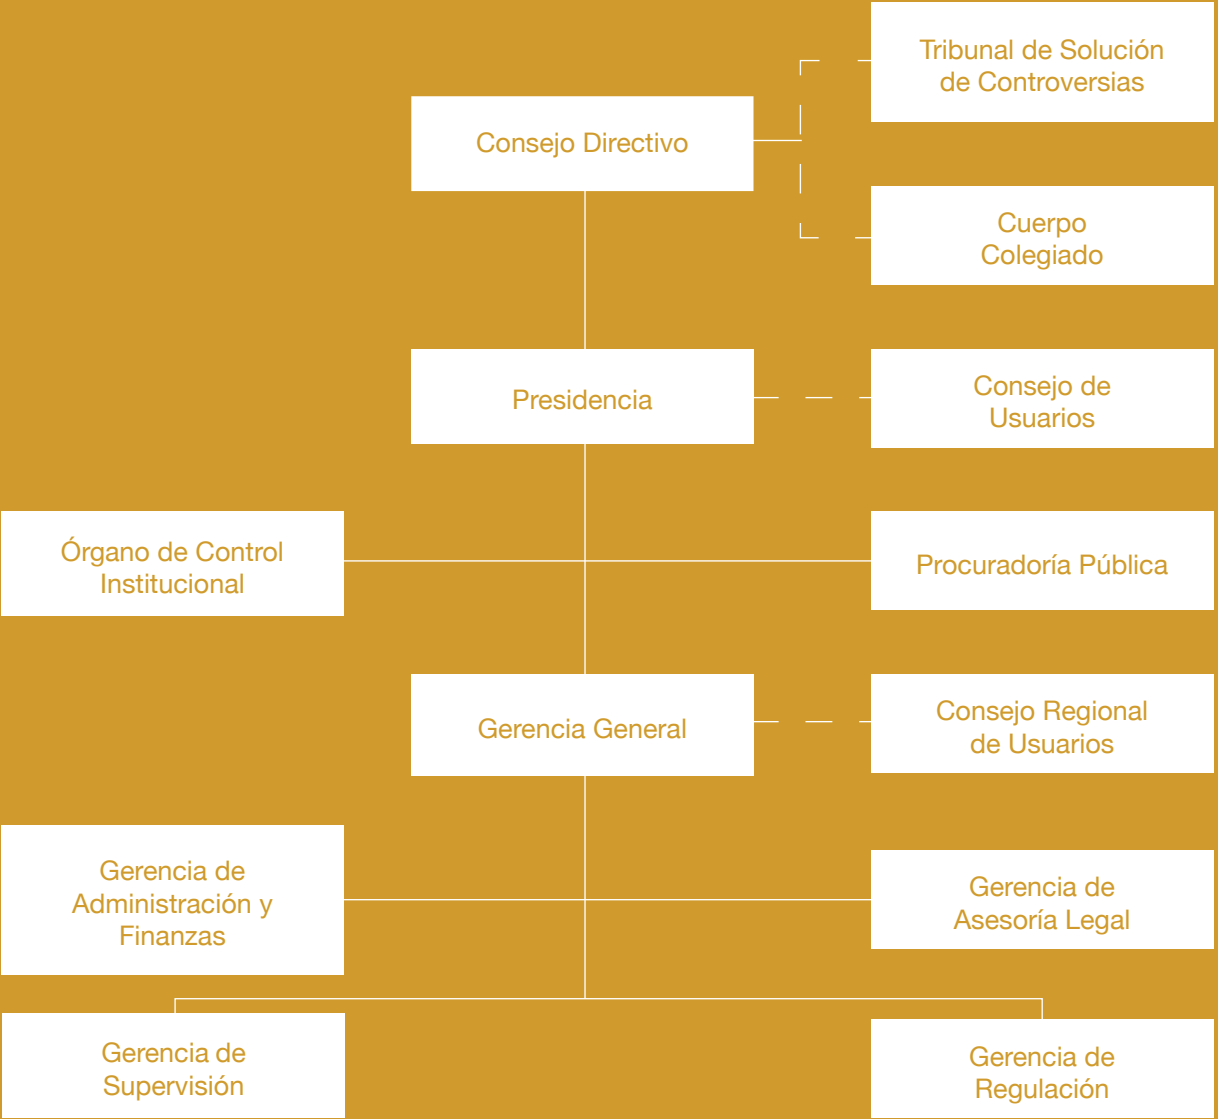 Tribunal de Solución
de Controversias
Consejo Directivo
Cuerpo
Colegiado
Presidencia
Consejo de
Usuarios
Órgano de Control
Institucional
Procuradoría Pública
Gerencia General
Consejo Regional
de Usuarios
Gerencia de
Administración y
Finanzas
Gerencia de
Asesoría Legal
Gerencia de
Supervisión
Gerencia de
Regulación